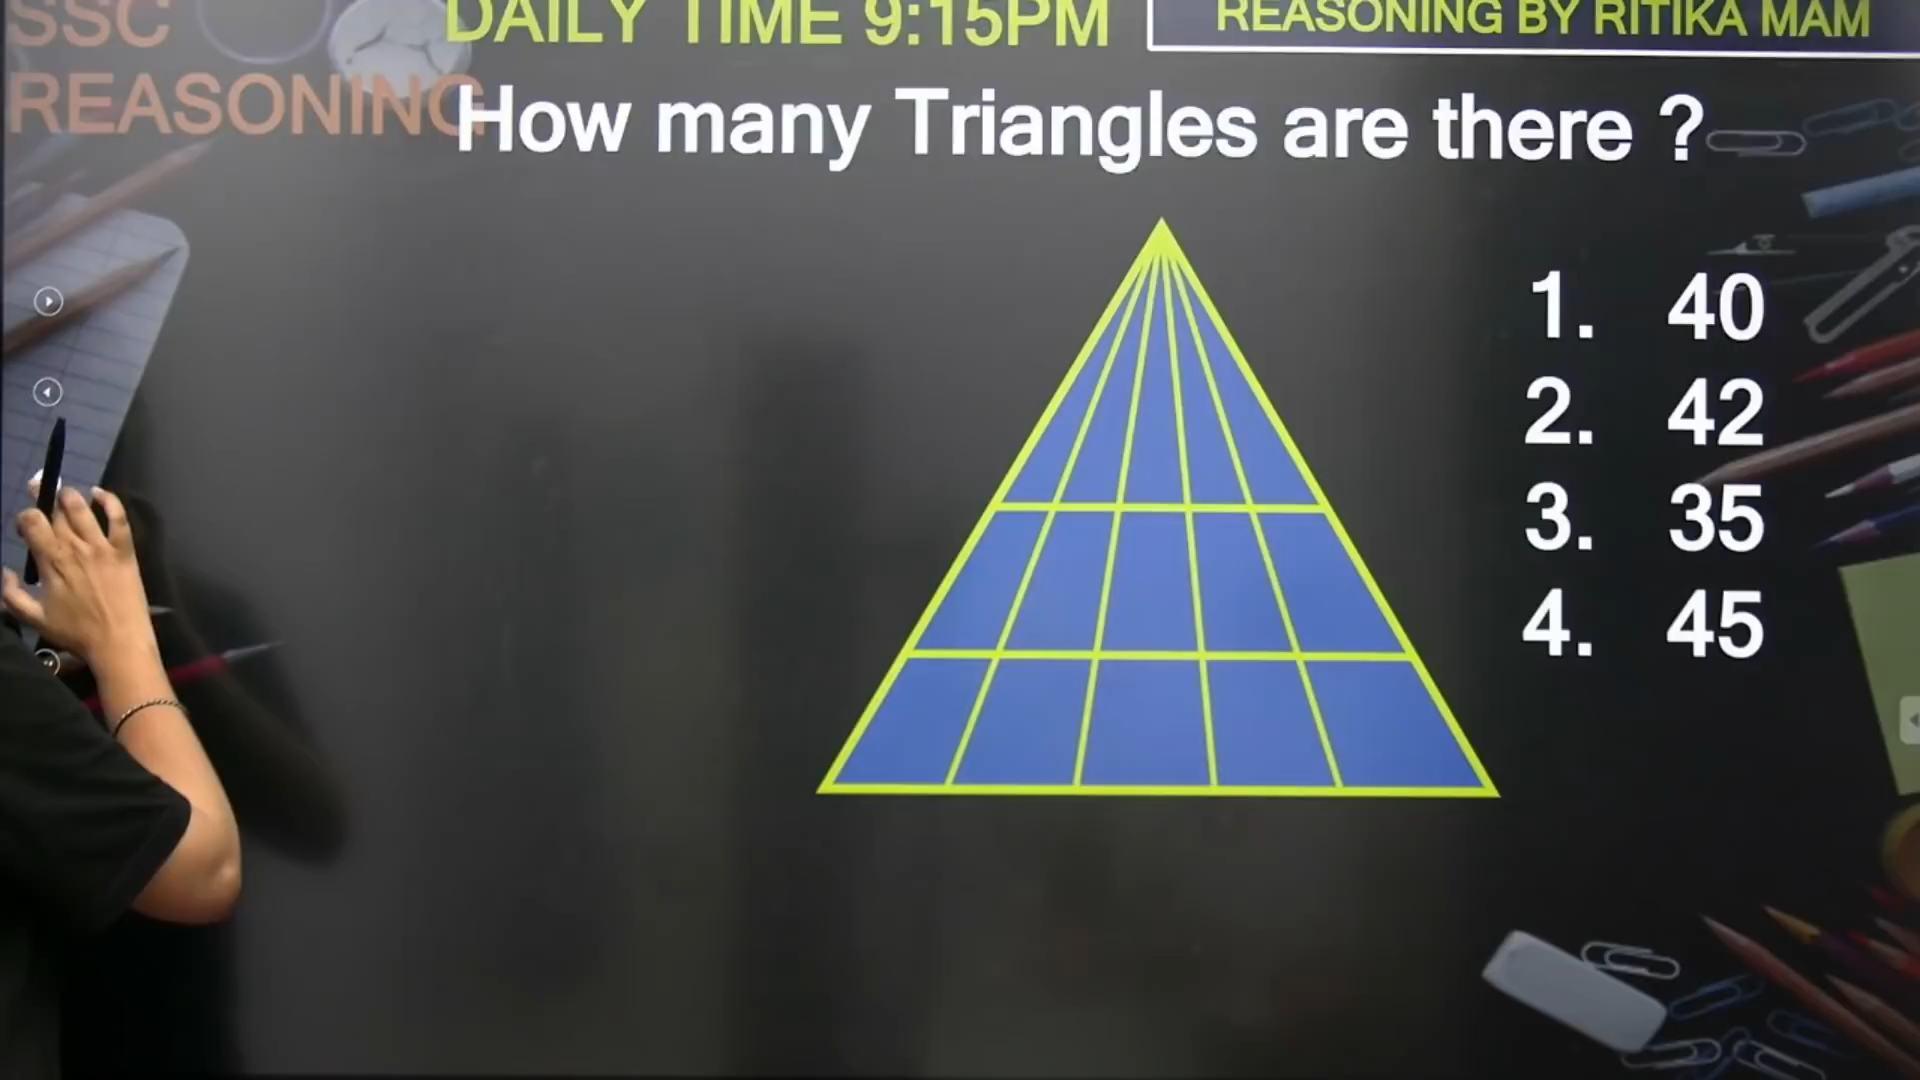 SSC
REASONING
DAILY TIME 9:15PM
REASONING BY RITIKA MAM
How many Triangles are there ?
1. 40
2. 42
3. 35
4. 45